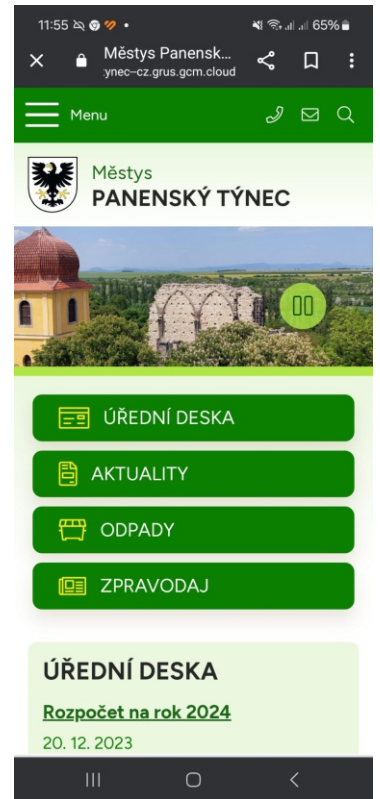 11:55 65%
Městys Panensk...
ynec-cz.grus.gcm.cloud
Menu
Městys
PANENSKÝ TÝNEC
ÚŘEDNÍ DESKA
AKTUALITY
ODPADY
ZPRAVODAJ
ÚŘEDNÍ DESKA
Rozpočet na rok 2024
20. 12. 2023